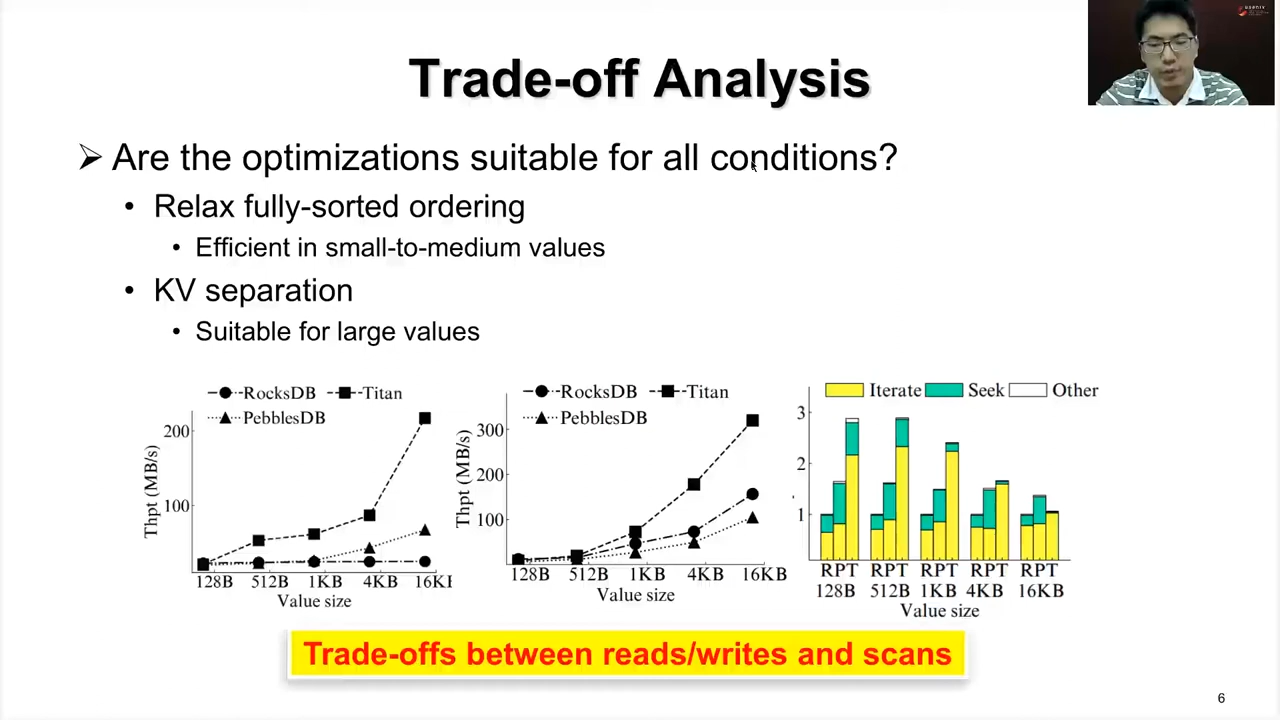 Trade-off Analysis
Are the optimizations suitable for all conditions?
Relax fully-sorted ordering
Efficient in small-to-medium values
KV separation
Suitable for large values
RocksDB Titan
PebblesDB
200
100
Thpt (MB/s)
128B 512B 1KB 4KB 16KB
Value size
RocksDB Titan
PebblesDB
300
200
100
Thpt (MB/s)
128B 512B 1KB 4KB 16KB
Value size
Iterate Seek Other
3
2
1
RPT RPT RPT RPT RPT
128B 512B 1KB 4KB 16KB
Value size
Trade-offs between reads/writes and scans
6